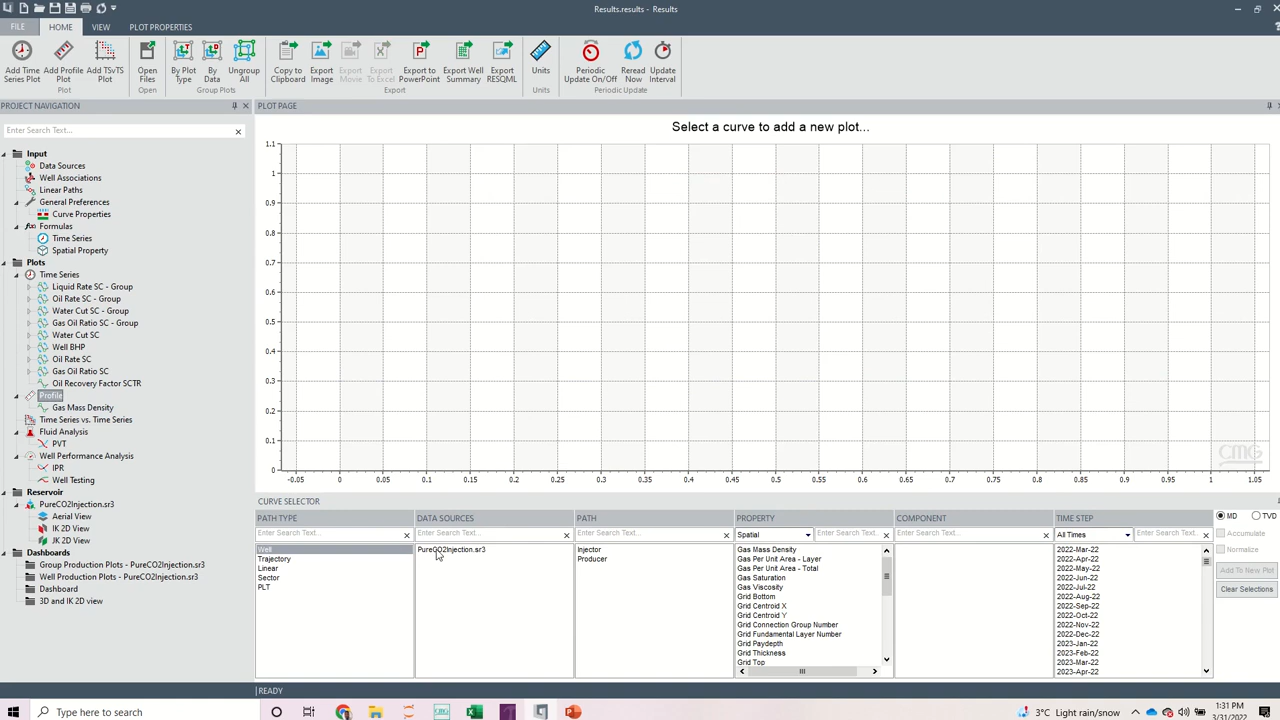 Results.results - Results
FILE
HOME
VIEW
PLOT PROPERTIES
Add Time Series Plot
Add Profile Plot
Add TSvTS Plot
Plot
Open Files
Open
By Plot Type
By Data
Ungroup All
Group Plots
Copy to Clipboard
Export Image
Export Movie
Export To Excel
Export to PowerPoint
Export Well Summary
Export RESQML
Export
Units
Units
Periodic Update On/Off
Reread Now
Update Interval
Periodic Update
PROJECT NAVIGATION
Enter Search Text...
Input
Data Sources
Well Associations
Linear Paths
General Preferences
Curve Properties
Formulas
Time Series
Spatial Property
Plots
Time Series
Liquid Rate SC - Group
Oil Rate SC - Group
Water Cut SC - Group
Gas Oil Ratio SC - Group
Water Cut SC
Well BHP
Oil Rate SC
Gas Oil Ratio SC
Oil Recovery Factor SCTR
Profile
Gas Mass Density
Time Series vs. Time Series
Fluid Analysis
PVT
Well Performance Analysis
IPR
Well Testing
Reservoir
PureCO2Injection.sr3
Aerial View
IK 2D View
JK 2D View
Dashboards
Group Production Plots - PureCO2Injection.sr3
Well Production Plots - PureCO2Injection.sr3
Dashboard
3D and IK 2D view
PLOT PAGE
Select a curve to add a new plot...
1.1
1
0.9
0.8
0.7
0.6
0.5
0.4
0.3
0.2
0.1
0
-0.05 0 0.05 0.1 0.15 0.2 0.25 0.3 0.35 0.4 0.45 0.5 0.55 0.6 0.65 0.7 0.75 0.8 0.85 0.9 0.95 1 1.05
CMG
CURVE SELECTOR
PATH TYPE
Enter Search Text...
Well
Trajectory
Linear
Sector
PLT
DATA SOURCES
Enter Search Text...
PureCO2Injection.sr3
PATH
Enter Search Text...
Injector
Producer
PROPERTY
Spatial
Enter Search Text...
Gas Mass Density
Gas Per Unit Area - Layer
Gas Per Unit Area - Total
Gas Saturation
Gas Viscosity
Grid Bottom
Grid Centroid X
Grid Centroid Y
Grid Connection Group Number
Grid Fundamental Layer Number
Grid Paydepth
Grid Thickness
Grid Top
COMPONENT
Enter Search Text...
TIME STEP
All Times
Enter Search Text...
2022-Mar-22
2022-Apr-22
2022-May-22
2022-Jun-22
2022-Jul-22
2022-Aug-22
2022-Sep-22
2022-Oct-22
2022-Nov-22
2022-Dec-22
2023-Jan-22
2023-Feb-22
2023-Mar-22
2023-Apr-22
MD
TVD
Accumulate
Normalize
Add To New Plot
Clear Selections
READY
Type here to search
3°C Light rain/snow
1:31 PM
3/31/2022